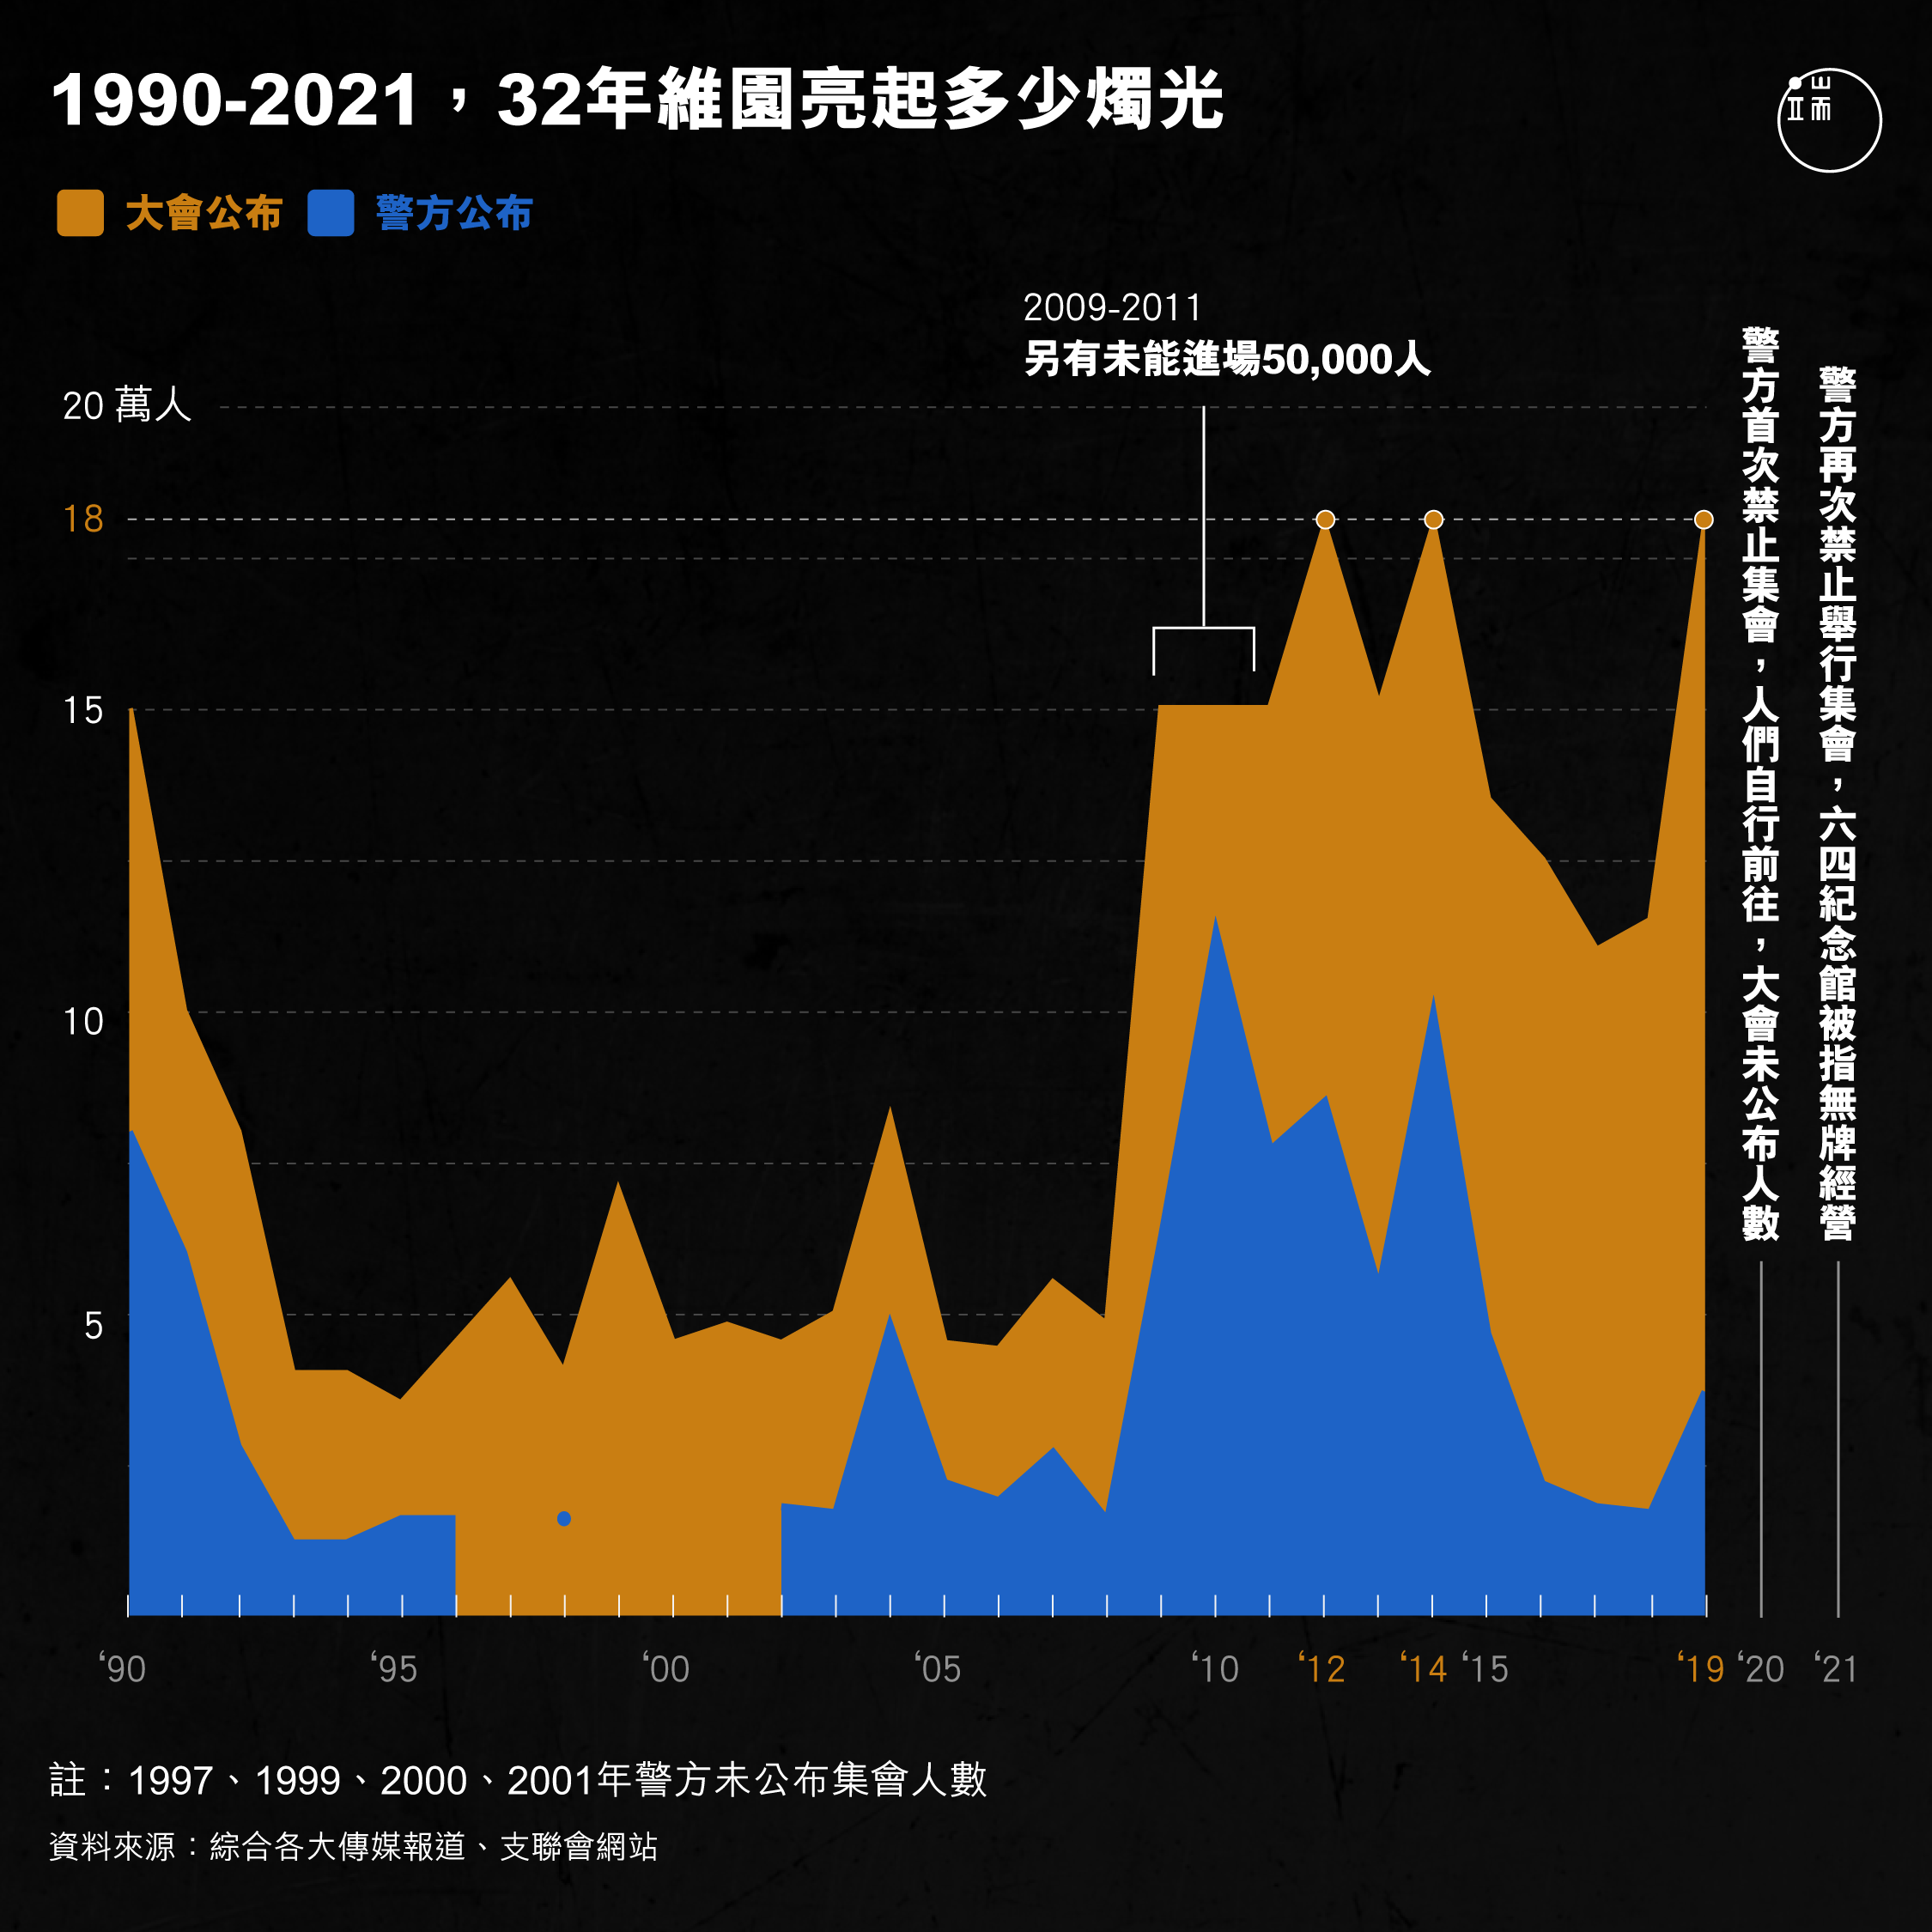 1990-2021，32年維園亮起多少燭光
端
大會公布 警方公布
2009-2011
另有未能進場50,000人
20 萬人
18
15
10
5
警方首次禁止集會，人們自行前往，大會未公布人數
警方再次禁止舉行集會，六四紀念館被指無牌經營
‘90 ‘95 ‘00 ‘05 ‘10 ‘12 ‘14 ‘15 ‘19 ‘20 ‘21
註：1997、1999、2000、2001年警方未公布集會人數
資料來源：綜合各大傳媒報道、支聯會網站